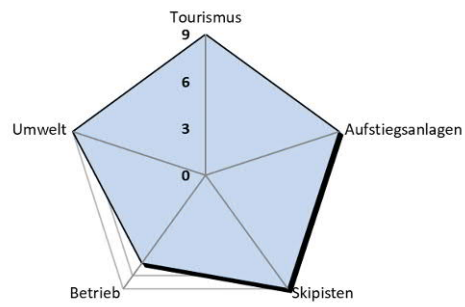 Tourismus
9
6
Umwelt
3
Aufstiegsanlagen
0
Betrieb
Skipisten